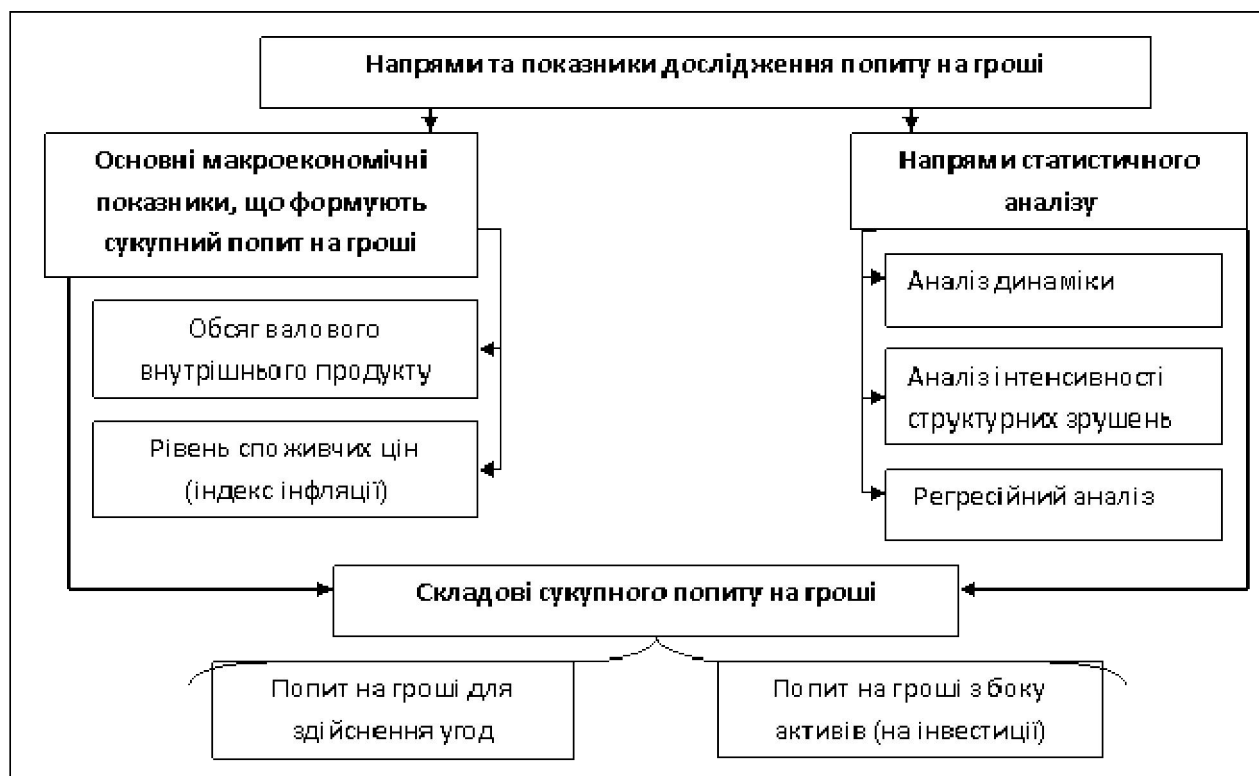 Напрями та показники дослідження попиту на гроші
Основні макроекономічні
показники, що формують
сукупний попит на гроші
Обсяг валового
внутрішнього продукту
Рівень споживчих цін
(індекс інфляції)
Напрями статистичного
аналізу
Аналіз динаміки
Аналіз інтенсивності
структурних зрушень
Регресійний аналіз
Складові сукупного попиту на гроші
Попит на гроші для
здійснення угод
Попит на гроші з боку
активів (на інвестиції)